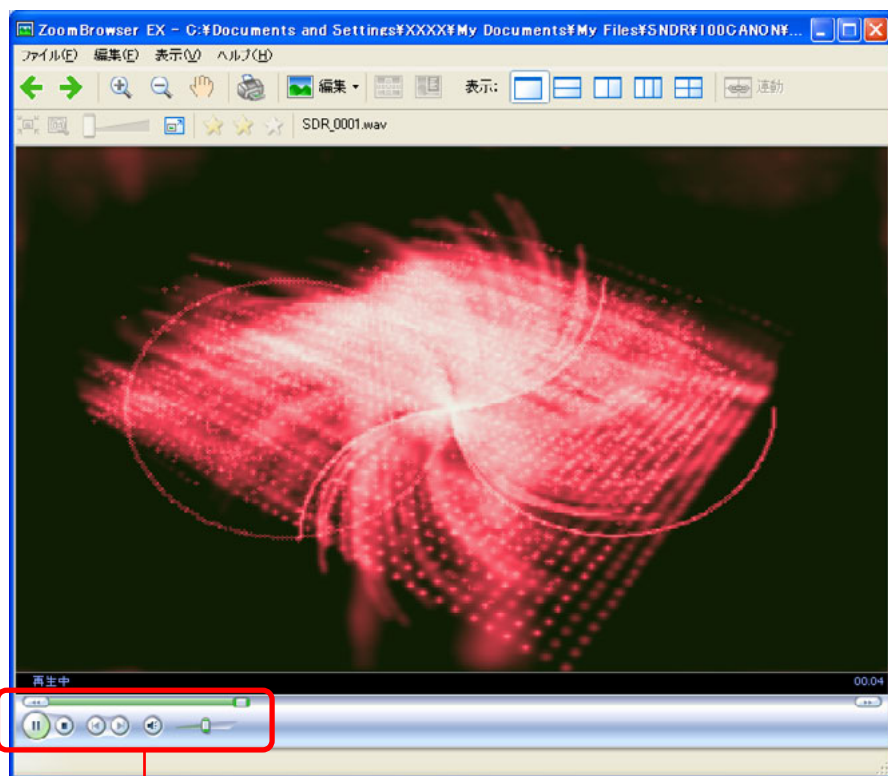 ZoomBrowser EX - C:¥Documents and Settings¥XXXX¥My Documents¥My Files¥SNDR¥100CANON¥...
ファイル(F) 編集(E) 表示(V) ヘルプ(H)
編集 表示: 連動
SDR_0001.wav
再生中 00:04